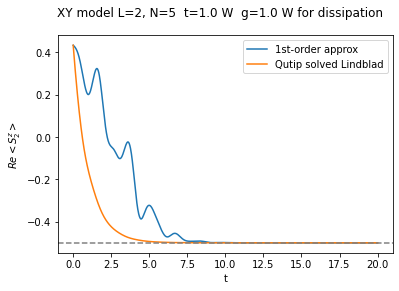 XY model L=2, N=5 t=1.0 W g=1.0 W for dissipation
1st-order approx
Qutip solved Lindblad
0.4
0.2
0.0
−0.2
−0.4
Re < S₂ᶻ >
0.0 2.5 5.0 7.5 10.0 12.5 15.0 17.5 20.0
t